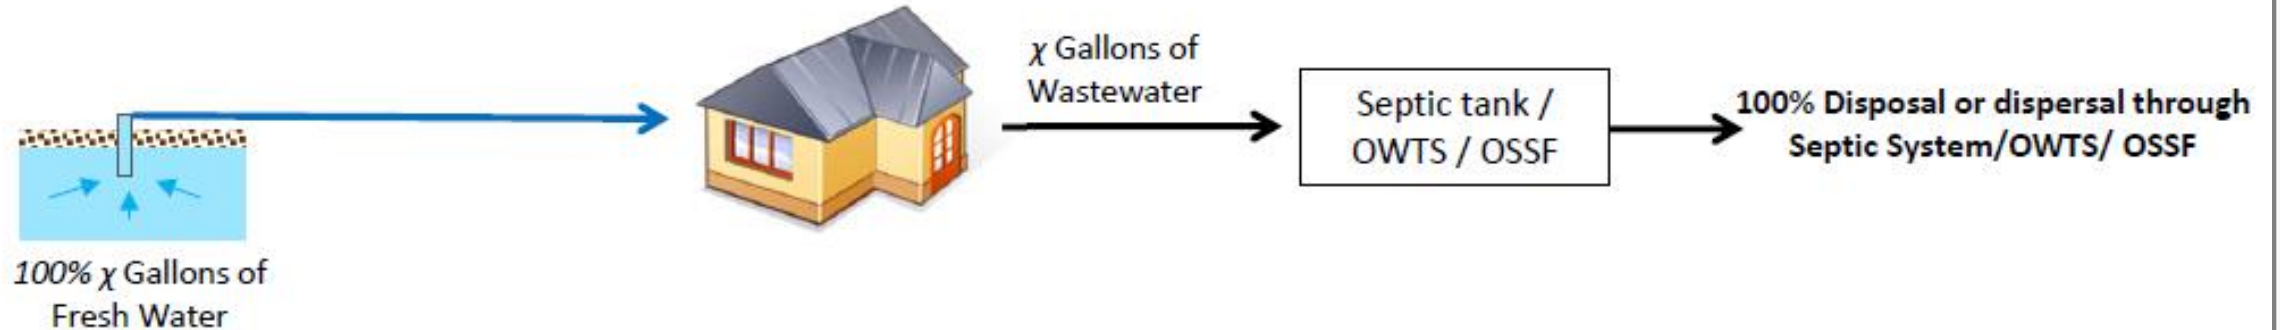 100% χ Gallons of
Fresh Water
χ Gallons of
Wastewater
Septic tank /
OWTS / OSSF
100% Disposal or dispersal through
Septic System/OWTS/ OSSF